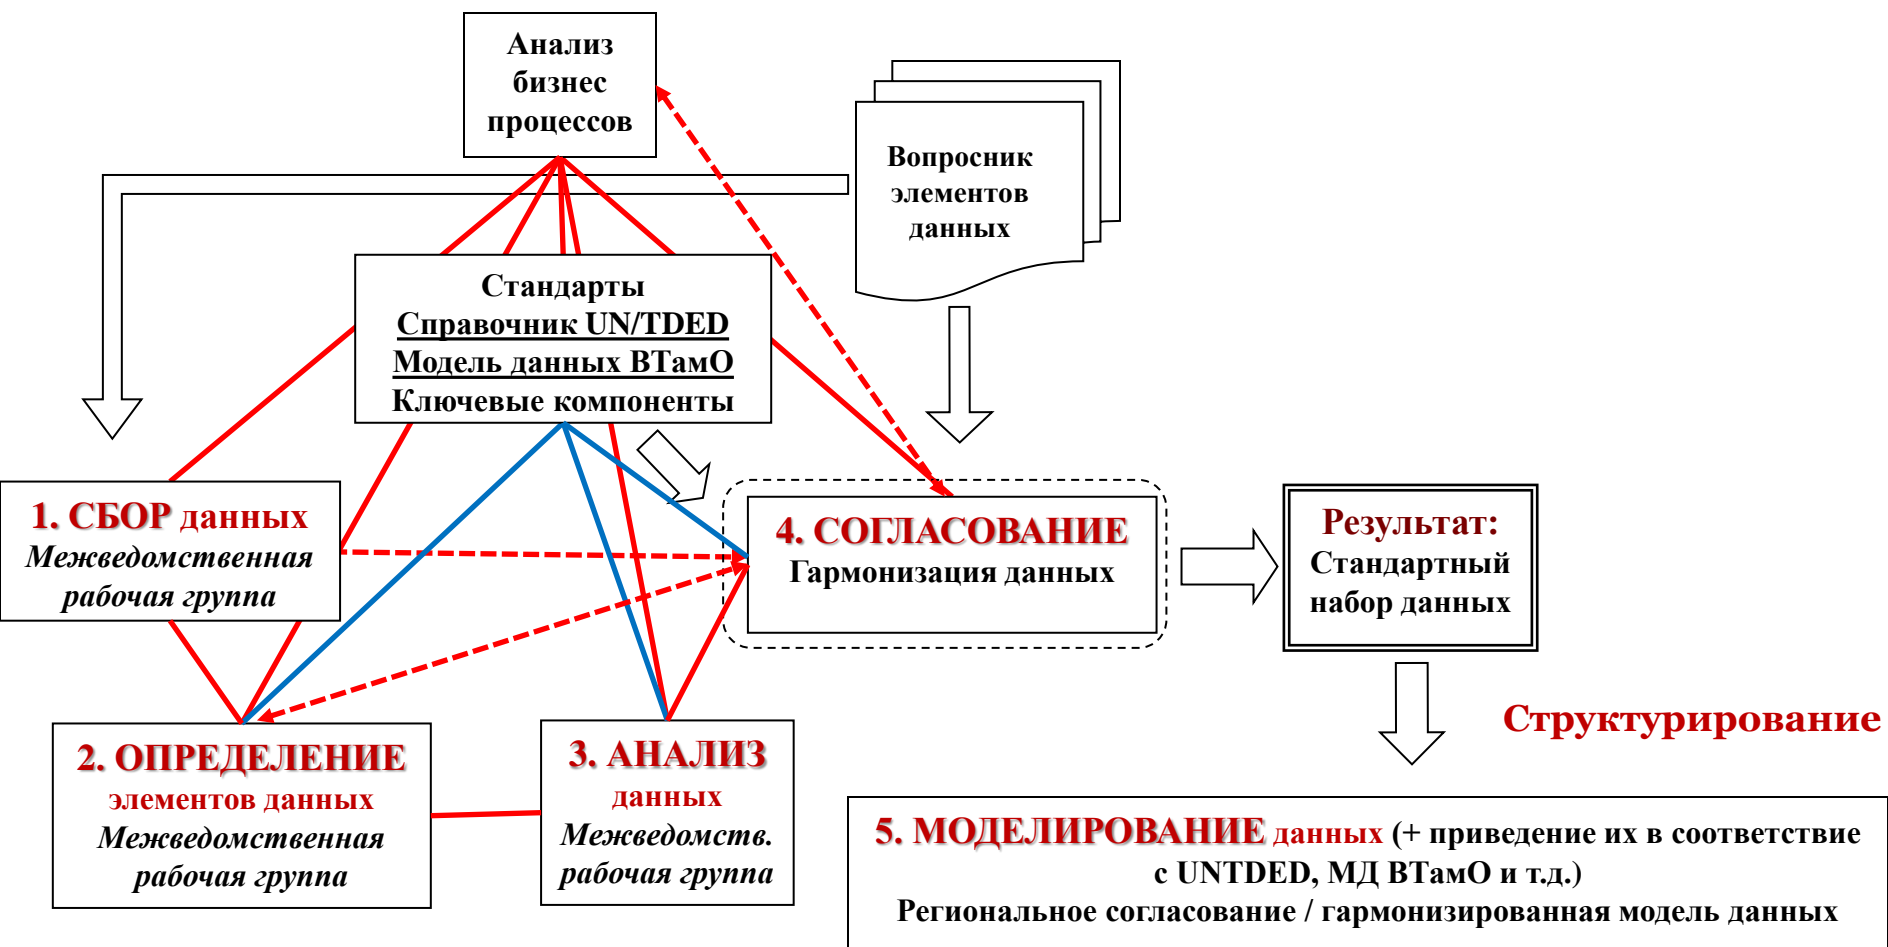 Анализ
бизнес
процессов
Вопросник
элементов
данных
Стандарты
Справочник UN/TDED
Модель данных ВТамО
Ключевые компоненты
1. СБОР данных
Межведомственная
рабочая группа
4. СОГЛАСОВАНИЕ
Гармонизация данных
Результат:
Стандартный
набор данных
Структурирование
2. ОПРЕДЕЛЕНИЕ
элементов данных
Межведомственная
рабочая группа
3. АНАЛИЗ
данных
Межведомств.
рабочая группа
5. МОДЕЛИРОВАНИЕ данных (+ приведение их в соответствие
с UNTDED, МД ВТамО и т.д.)
Региональное согласование / гармонизированная модель данных